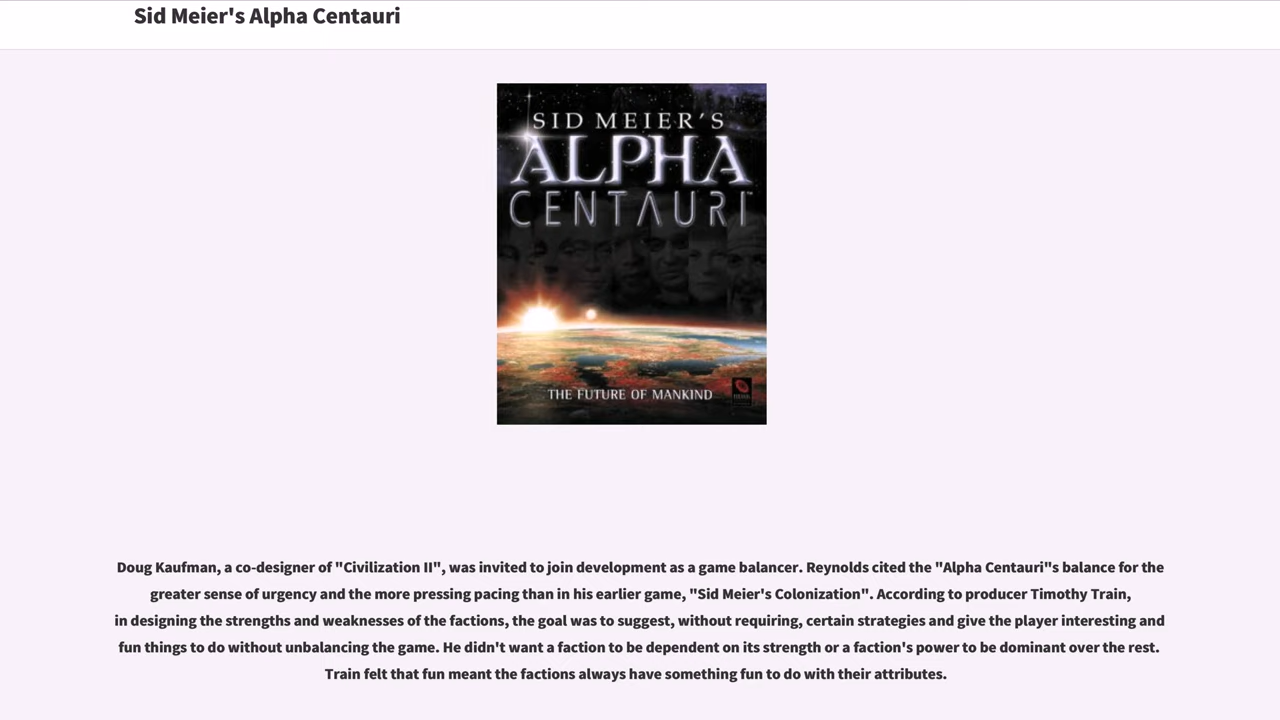 Sid Meier's Alpha Centauri
SID MEIER'S
ALPHA
CENTAURI
THE FUTURE OF MANKIND
Doug Kaufman, a co-designer of "Civilization II", was invited to join development as a game balancer. Reynolds cited the "Alpha Centauri"s balance for the
greater sense of urgency and the more pressing pacing than in his earlier game, "Sid Meier's Colonization". According to producer Timothy Train,
in designing the strengths and weaknesses of the factions, the goal was to suggest, without requiring, certain strategies and give the player interesting and
fun things to do without unbalancing the game. He didn't want a faction to be dependent on its strength or a faction's power to be dominant over the rest.
Train felt that fun meant the factions always have something fun to do with their attributes.